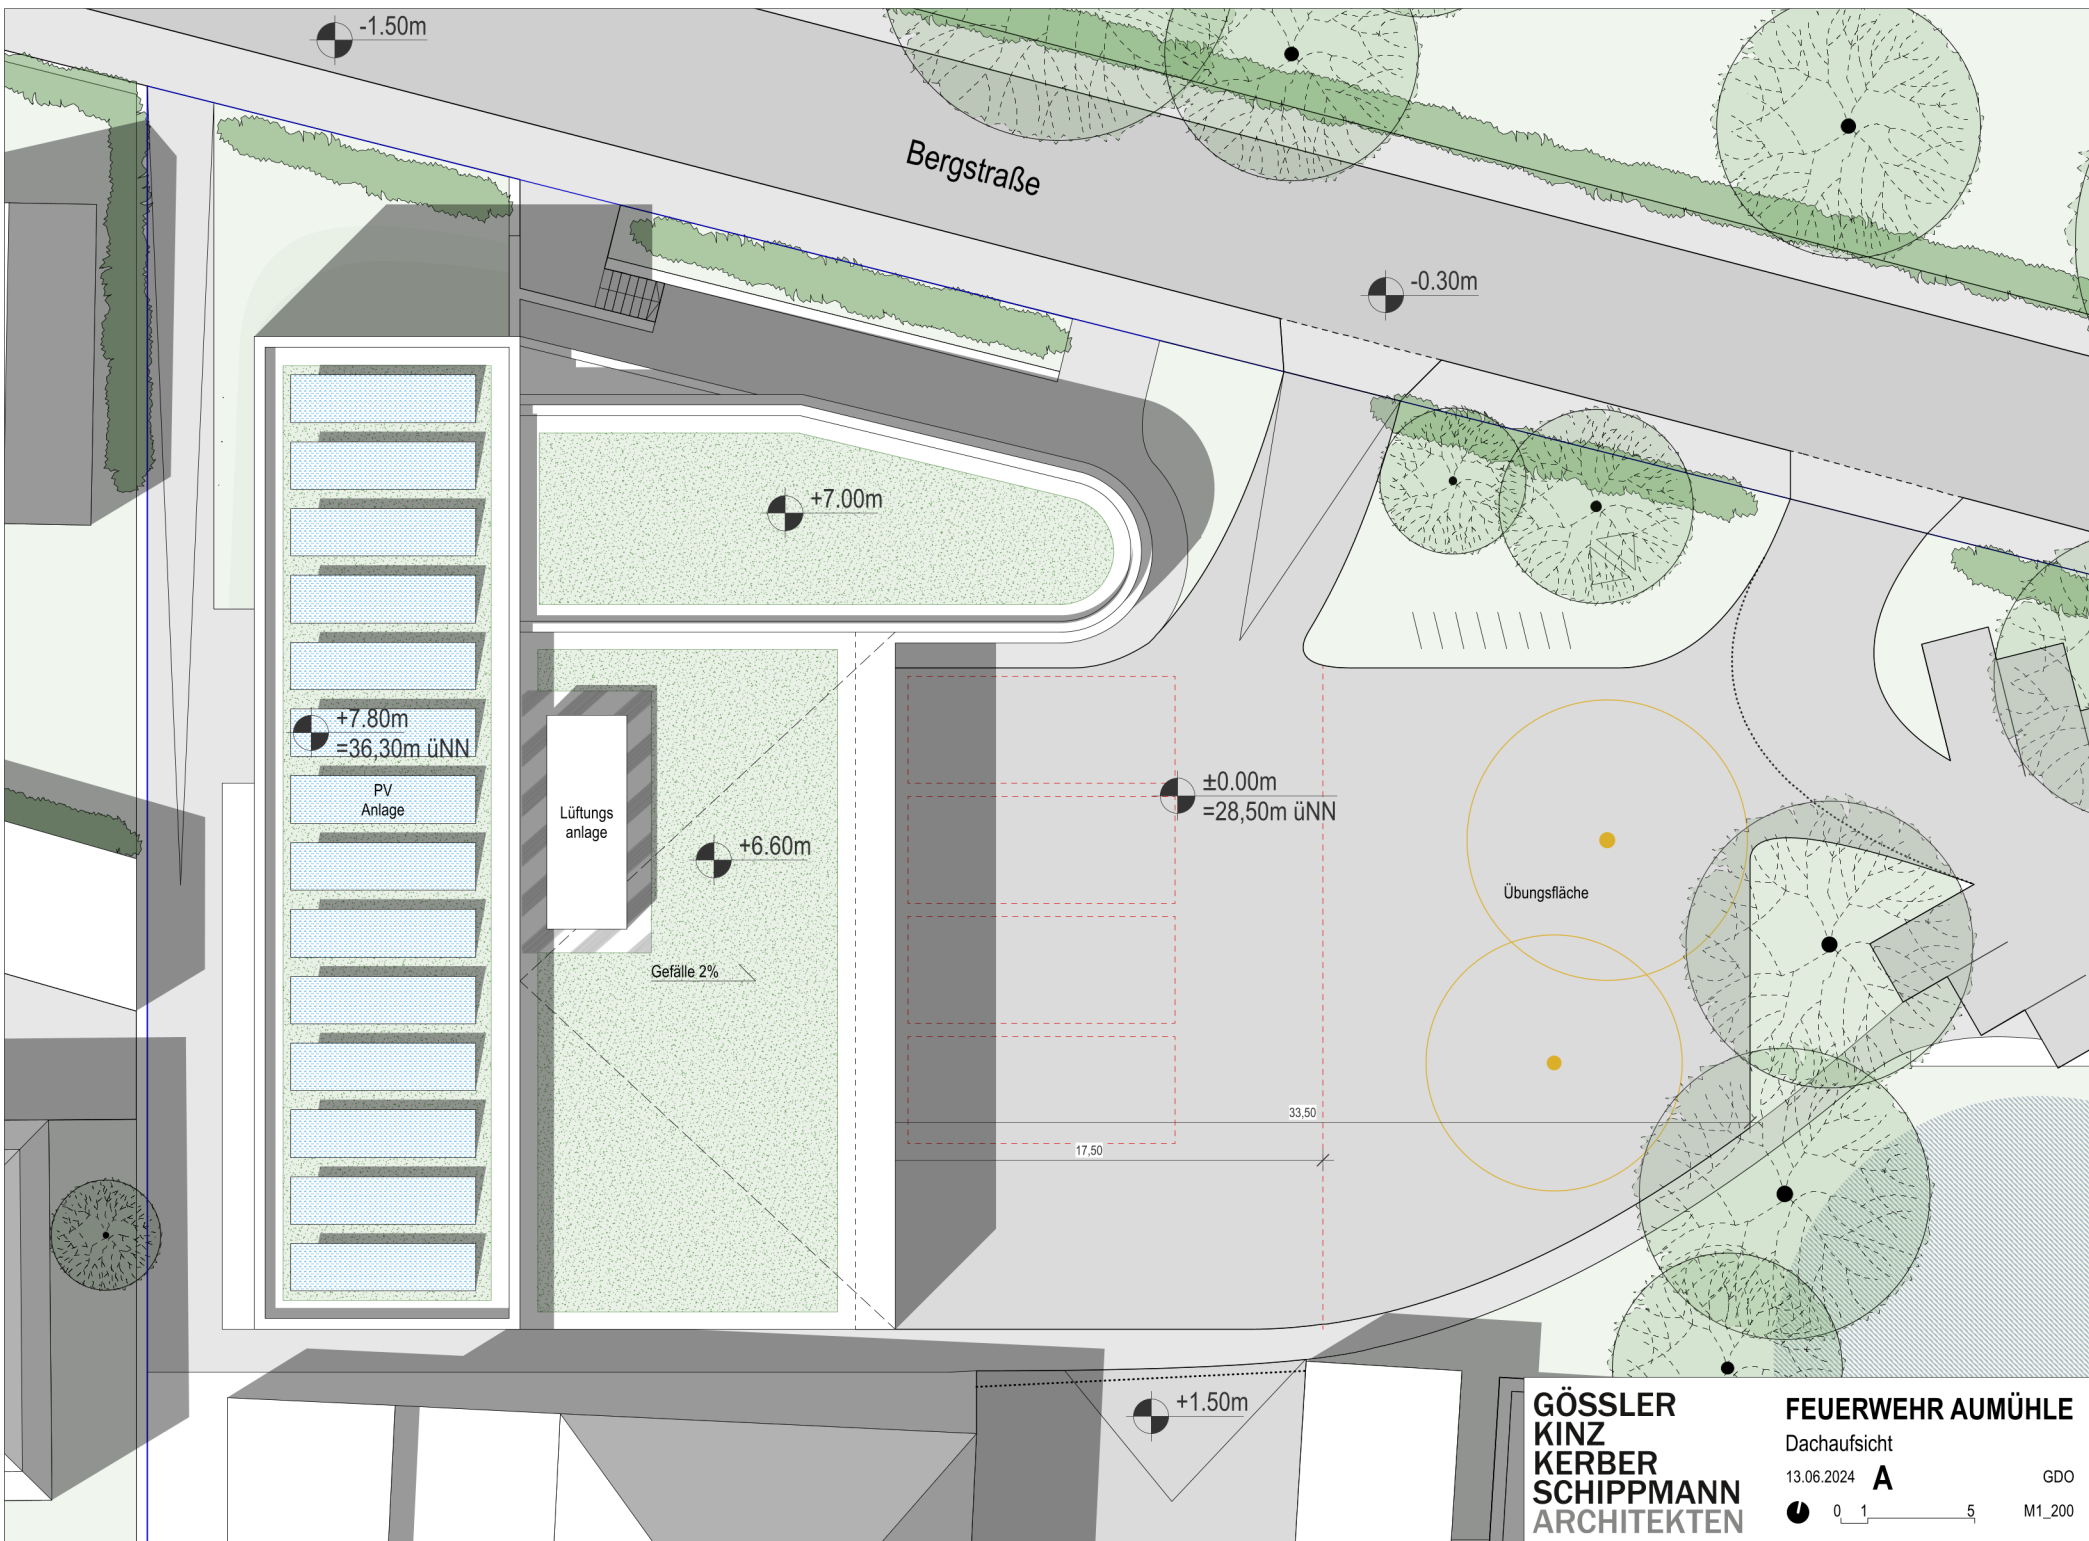 -1.50m
Bergstraße
-0.30m
+7.00m
+7.80m
=36,30m üNN
PV
Anlage
Lüftungs
anlage
+6.60m
Gefälle 2%
±0.00m
=28,50m üNN
Übungsfläche
33,50
17,50
+1.50m
GÖSSLER
KINZ
KERBER
SCHIPPMANN
ARCHITEKTEN
FEUERWEHR AUMÜHLE
Dachaufsicht
13.06.2024 A GDO
0 1 5 M1_200